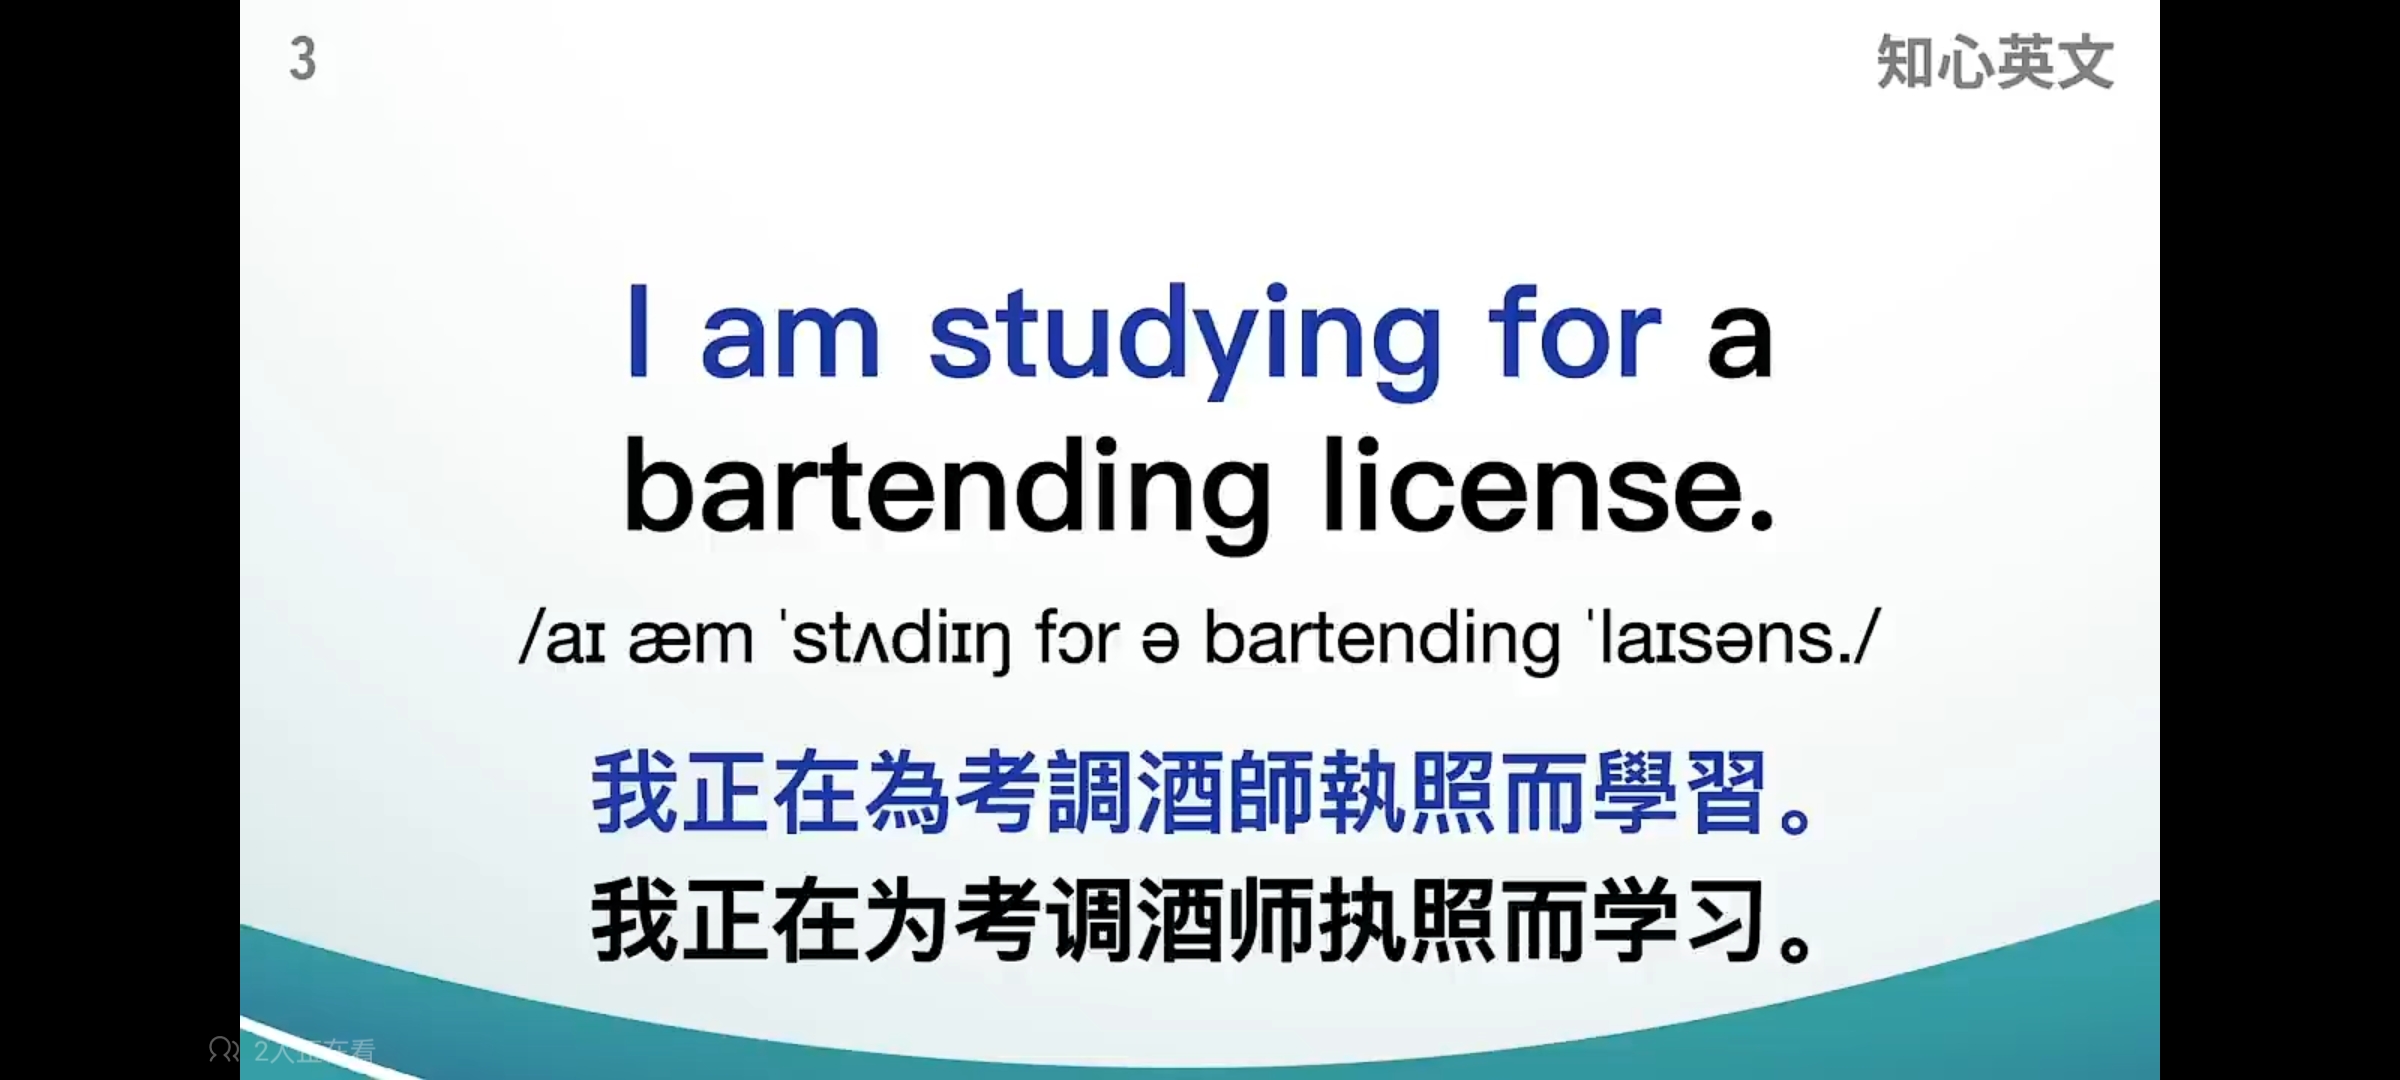 3
知心英文
I am studying for a
bartending license.
/aɪ æm ˈstʌdiɪŋ fɔr ə bartending ˈlaɪsəns./
我正在為考調酒師執照而學習。
我正在为考调酒师执照而学习。
2人正在看